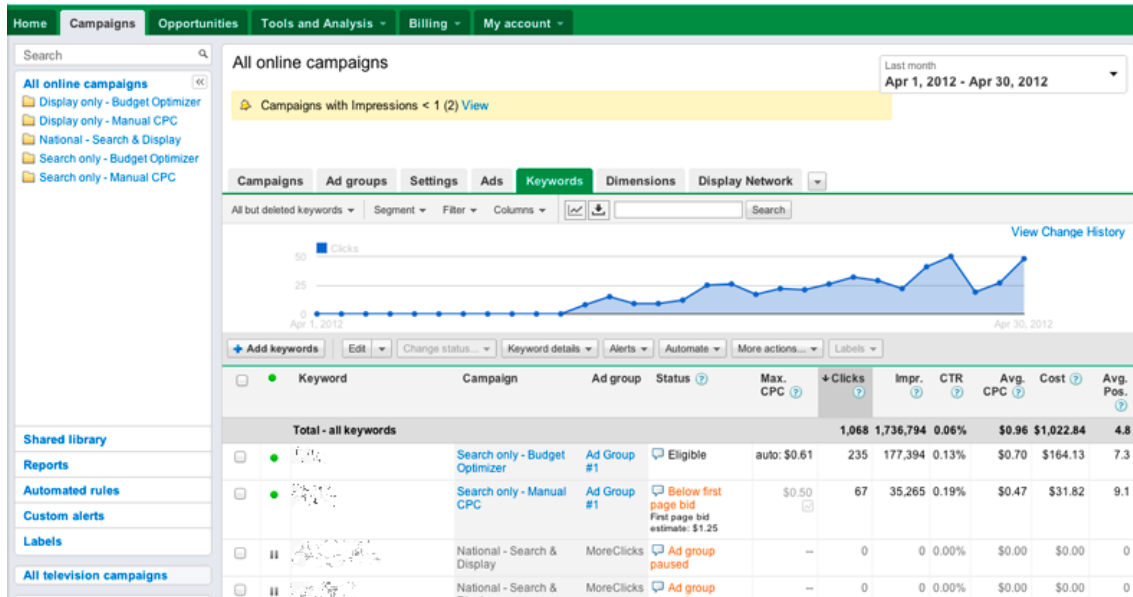 Home Campaigns Opportunities Tools and Analysis Billing My account
Search
All online campaigns
Display only - Budget Optimizer
Display only - Manual CPC
National - Search & Display
Search only - Budget Optimizer
Search only - Manual CPC
Shared library
Reports
Automated rules
Custom alerts
Labels
All television campaigns
All online campaigns
Last month
Apr 1, 2012 - Apr 30, 2012
Campaigns with Impressions < 1 (2) View
Campaigns Ad groups Settings Ads Keywords Dimensions Display Network
All but deleted keywords Segment Filter Columns Search
View Change History
Clicks
50
25
0
Apr 1, 2012 Apr 30, 2012
+ Add keywords Edit Change status... Keyword details Alerts Automate More actions... Labels
Keyword Campaign Ad group Status ? Max. CPC ? ↓Clicks ? Impr. ? CTR ? Avg. CPC ? Cost ? Avg. Pos. ?
Total - all keywords 1,068 1,736,794 0.06% $0.96 $1,022.84 4.8
Search only - Budget Ad Group Eligible auto: $0.61 235 177,394 0.13% $0.70 $164.13 7.3
Optimizer #1
Search only - Manual Ad Group Below first $0.50 67 35,265 0.19% $0.47 $31.82 9.1
CPC #1 page bid
First page bid
estimate: $1.25
National - Search & MoreClicks Ad group -- 0 0 0.00% $0.00 $0.00 0
Display paused
National - Search & MoreClicks Ad group -- 0 0 0.00% $0.00 $0.00 0